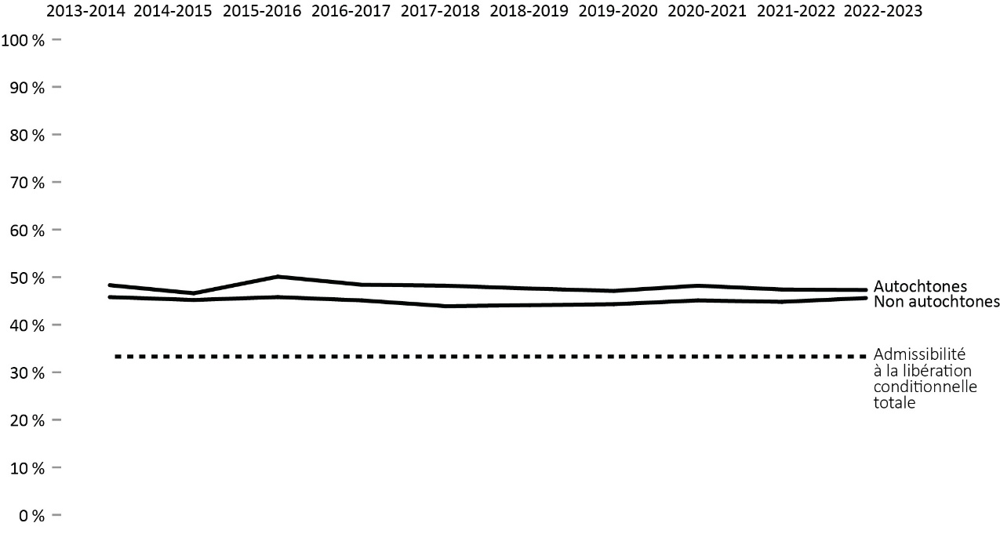 2013-2014 2014-2015 2015-2016 2016-2017 2017-2018 2018-2019 2019-2020 2020-2021 2021-2022 2022-2023
100 %
90 %
80 %
70 %
60 %
50 %
40 %
30 %
20 %
10 %
0 %
Autochtones
Non autochtones
Admissibilité
à la libération
conditionnelle
totale